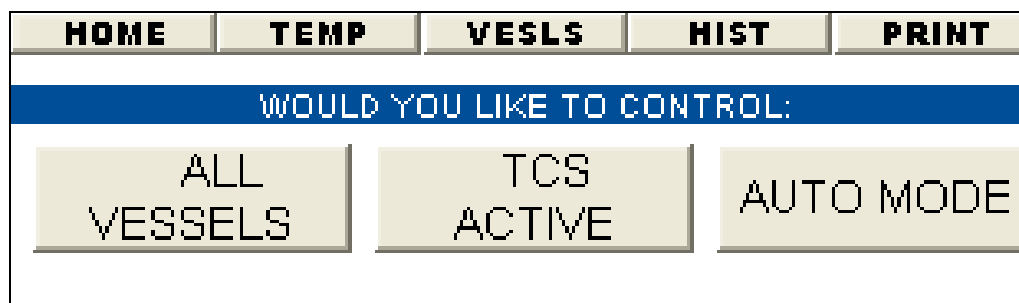 HOME TEMP VESLS HIST PRINT
WOULD YOU LIKE TO CONTROL:
ALL VESSELS
TCS ACTIVE
AUTO MODE